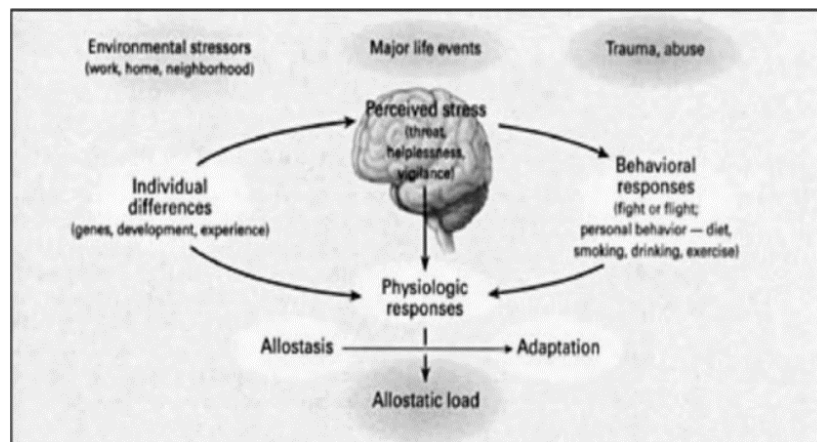 Environmental stressors
(work, home, neighborhood)
Major life events
Trauma, abuse
Perceived stress
(threat,
helplessness,
vigilance)
Individual
differences
(genes, development, experience)
Behavioral
responses
(fight or flight;
personal behavior — diet,
smoking, drinking, exercise)
Physiologic
responses
Allostasis
Adaptation
Allostatic load